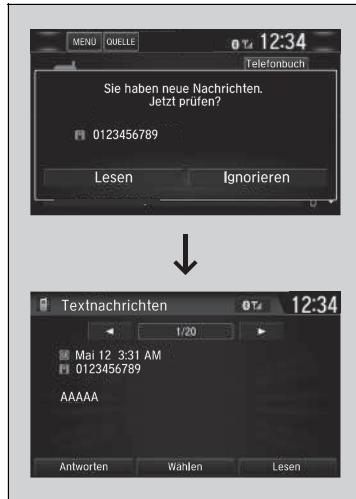 MENÜ QUELLE 12:34
Telefonbuch
Sie haben neue Nachrichten.
Jetzt prüfen?
0123456789
Lesen Ignorieren
Textnachrichten 12:34
1/20
Mai 12 3:31 AM
0123456789
AAAAA
Antworten Wählen Lesen